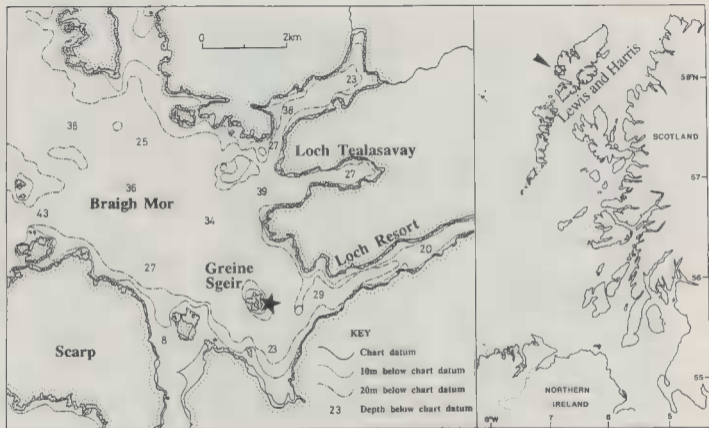 0 2km
23
38
Loch Tealasavay
27
27
35
25
36
39
Braigh Mor
34
43
Loch Resort
20
27
Greine
Sgeir
29
8
23
Scarp
KEY
Chart datum
10m below chart datum
20m below chart datum
23 Depth below chart datum
58°N
Lewis and Harris
SCOTLAND
57
56
55
NORTHERN
IRELAND
8°W 7 6 5